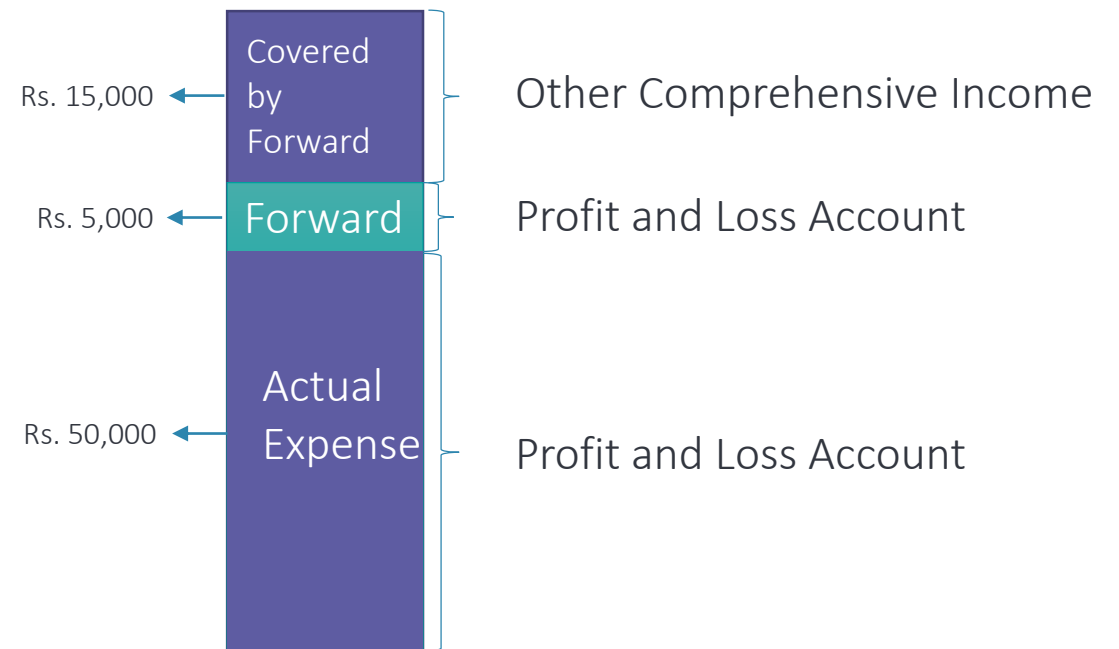 Rs. 15,000
Covered
by
Forward
Other Comprehensive Income
Rs. 5,000
Forward
Profit and Loss Account
Rs. 50,000
Actual
Expense
Profit and Loss Account